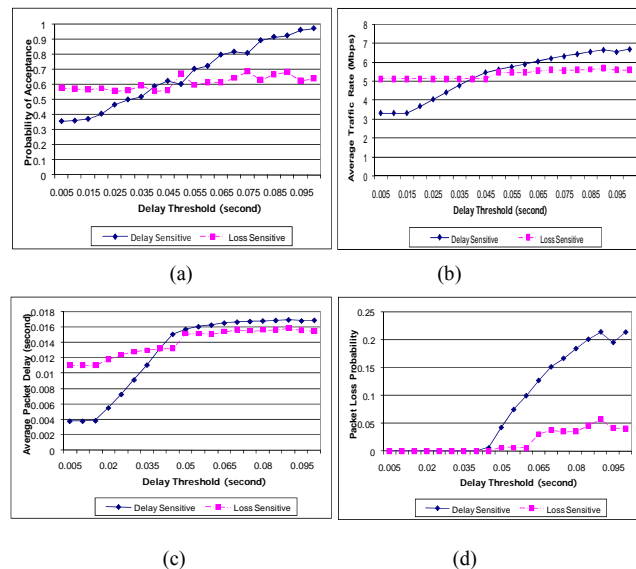 1
0.9
0.8
0.7
0.6
0.5
0.4
0.3
0.2
0.1
0
Probability of Acceptance
0.005 0.015 0.025 0.035 0.045 0.055 0.065 0.075 0.085 0.095
Delay Threshold (second)
Delay Sensitive Loss Sensitive
(a)
8
7
6
5
4
3
2
1
0
Average Traffic Rate (Mbps)
0.005 0.015 0.025 0.035 0.045 0.055 0.065 0.075 0.085 0.095
Delay Threshold (second)
Delay Sensitive Loss Sensitive
(b)
0.018
0.016
0.014
0.012
0.01
0.008
0.006
0.004
0.002
0
Average Packet Delay (second)
0.005 0.02 0.035 0.05 0.065 0.08 0.095
Delay Threshold (second)
Delay Sensitive Loss Sensitive
(c)
0.25
0.2
0.15
0.1
0.05
0
Packet Loss Probability
0.005 0.02 0.035 0.05 0.065 0.08 0.095
Delay Threshold (second)
Delay Sensitive Loss Sensitive
(d)